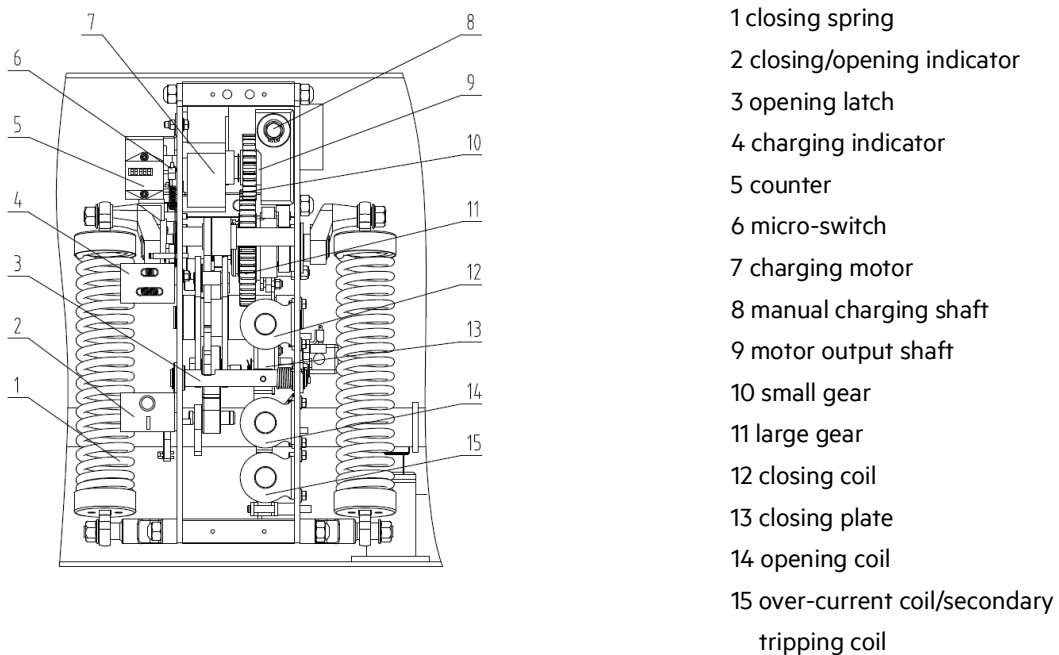 7
8
6
9
5
10
4
11
3
12
2
13
1
14
15
1 closing spring
2 closing/opening indicator
3 opening latch
4 charging indicator
5 counter
6 micro-switch
7 charging motor
8 manual charging shaft
9 motor output shaft
10 small gear
11 large gear
12 closing coil
13 closing plate
14 opening coil
15 over-current coil/secondary
tripping coil